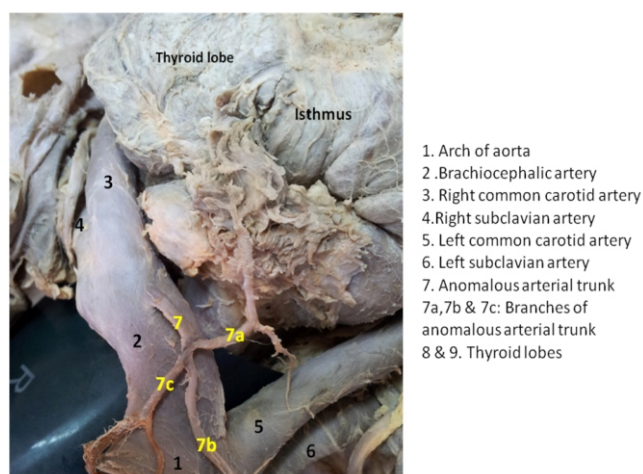 Thyroid lobe
Isthmus
3
4
7
7a
2
7c
5
7b
6
1
1. Arch of aorta
2 .Brachiocephalic artery
3. Right common carotid artery
4.Right subclavian artery
5. Left common carotid artery
6. Left subclavian artery
7. Anomalous arterial trunk
7a,7b & 7c: Branches of
anomalous arterial trunk
8 & 9. Thyroid lobes